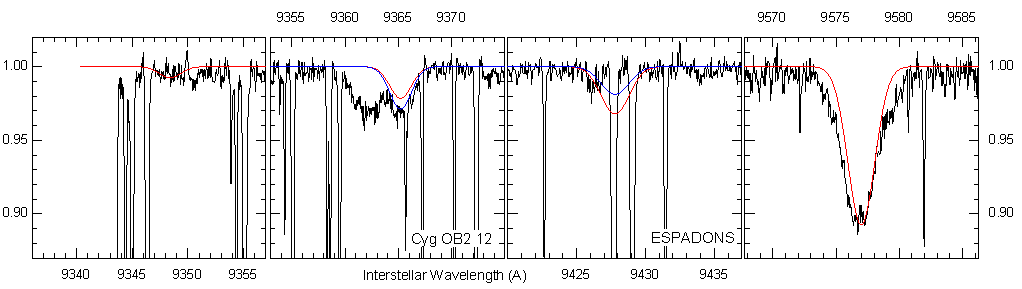 9355 9360 9365 9370 9570 9575 9580 9585
1.00 1.00
0.95 0.95
0.90 0.90
Cyg OB2 12 ESPADONS
9340 9345 9350 9355 Interstellar Wavelength (A) 9425 9430 9435